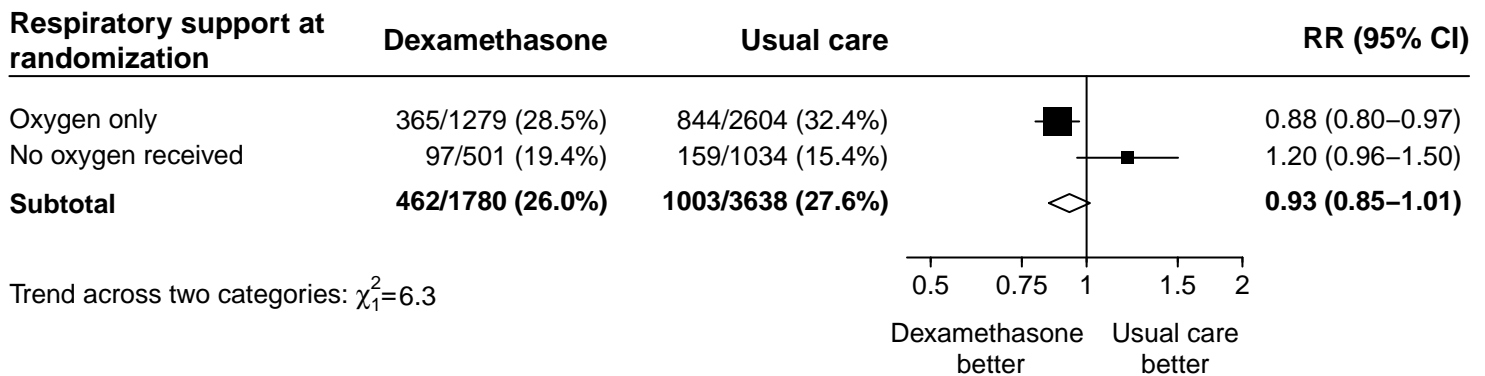 Respiratory support at
randomization Dexamethasone Usual care RR (95% CI)
Oxygen only 365/1279 (28.5%) 844/2604 (32.4%) 0.88 (0.80−0.97)
No oxygen received 97/501 (19.4%) 159/1034 (15.4%) 1.20 (0.96−1.50)
Subtotal 462/1780 (26.0%) 1003/3638 (27.6%) 0.93 (0.85−1.01)
0.5 0.75 1 1.5 2
Trend across two categories: χ²₁=6.3
Dexamethasone Usual care
better better